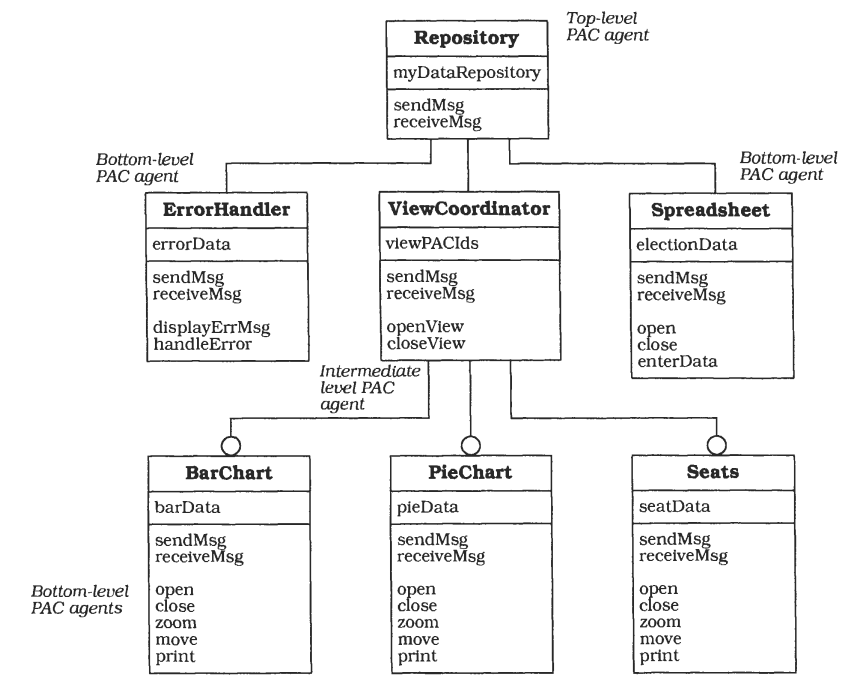 Top-level
PAC agent
Repository
myDataRepository
sendMsg
receiveMsg
Bottom-level
PAC agent
Bottom-level
PAC agent
ErrorHandler
errorData
sendMsg
receiveMsg
displayErrMsg
handleError
ViewCoordinator
viewPACIds
sendMsg
receiveMsg
openView
closeView
Spreadsheet
electionData
sendMsg
receiveMsg
open
close
enterData
Intermediate
level PAC
agent
BarChart
barData
sendMsg
receiveMsg
open
close
zoom
move
print
PieChart
pieData
sendMsg
receiveMsg
open
close
zoom
move
print
Seats
seatData
sendMsg
receiveMsg
open
close
zoom
move
print
Bottom-level
PAC agents